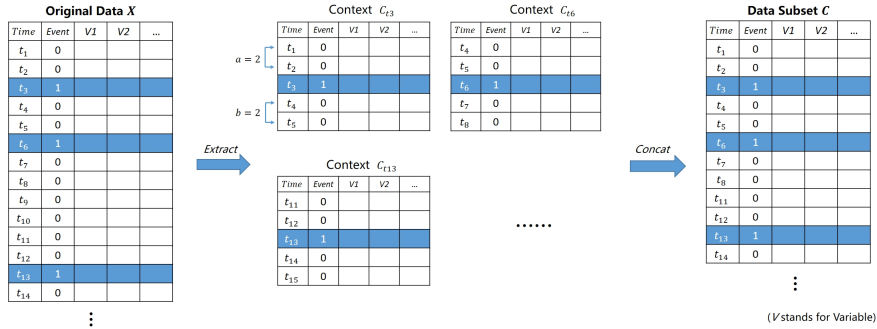 Original Data X
Time Event V1 V2 ...
t1 0
t2 0
t3 1
t4 0
t5 0
t6 1
t7 0
t8 0
t9 0
t10 0
t11 0
t12 0
t13 1
t14 0
⋮
Extract
Context Ct3
Time Event V1 V2 ...
a = 2
t1 0
t2 0
t3 1
b = 2
t4 0
t5 0
Context Ct6
Time Event V1 V2 ...
t4 0
t5 0
t6 1
t7 0
t8 0
Context Ct13
Time Event V1 V2 ...
t11 0
t12 0
t13 1
t14 0
t15 0
......
Concat
Data Subset C
Time Event V1 V2 ...
t1 0
t2 0
t3 1
t4 0
t5 0
t6 1
t7 0
t8 0
t11 0
t12 0
t13 1
t14 0
⋮
(V stands for Variable)